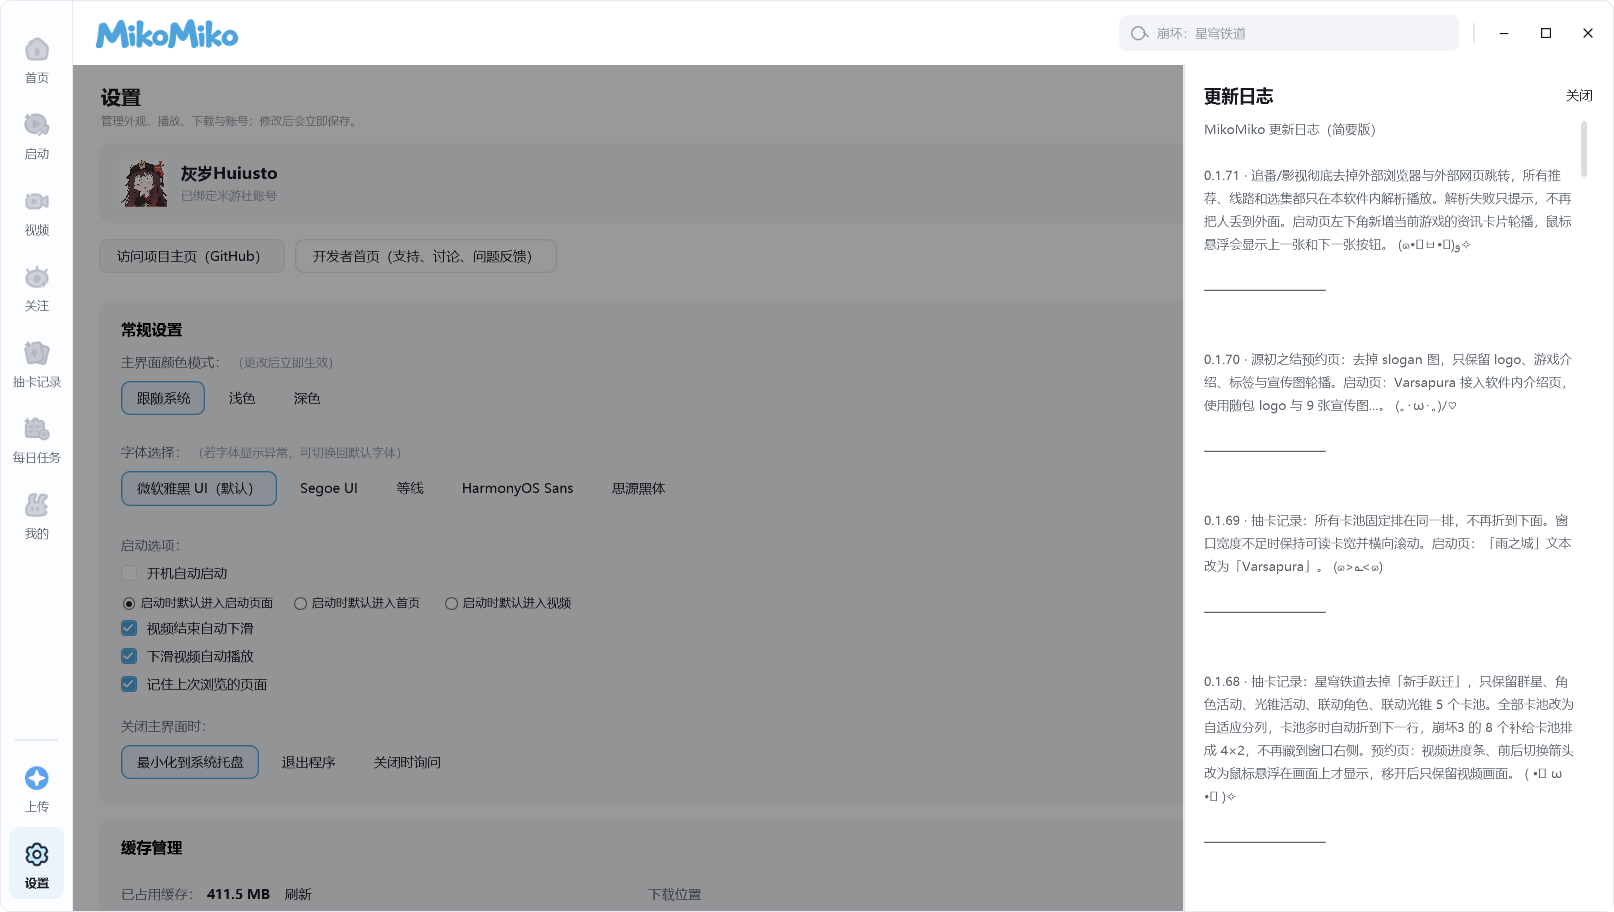 MikoMiko
崩坏：星穹铁道
首页
启动
视频
关注
抽卡记录
每日任务
我的
上传
设置
设置
管理外观、播放、下载与账号；修改后会立即保存。
灰岁Huiusto
已绑定米游社账号
访问项目主页（GitHub）
开发者首页（支持、讨论、问题反馈）
常规设置
主界面颜色模式： （更改后立即生效）
跟随系统 浅色 深色
字体选择： （若字体显示异常，可切换回默认字体）
微软雅黑 UI（默认） Segoe UI 等线 HarmonyOS Sans 思源黑体
启动选项：
开机自动启动
启动时默认进入启动页面 启动时默认进入首页 启动时默认进入视频
视频结束自动下滑
下滑视频自动播放
记住上次浏览的页面
关闭主界面时：
最小化到系统托盘 退出程序 关闭时询问
缓存管理
已占用缓存： 411.5 MB 刷新 下载位置
更新日志 关闭
MikoMiko 更新日志（简要版）
0.1.71 · 追番/影视彻底去掉外部浏览器与外部网页跳转，所有推
荐、线路和选集都只在本软件内解析播放。解析失败只提示，不再
把人丢到外面。启动页左下角新增当前游戏的资讯卡片轮播，鼠标
悬浮会显示上一张和下一张按钮。 (๑•̀ㅂ•́)و✧
0.1.70 · 源初之结预约页：去掉 slogan 图，只保留 logo、游戏介
绍、标签与宣传图轮播。启动页：Varsapura 接入软件内介绍页，
使用随包 logo 与 9 张宣传图…。 (｡･ω･｡)/♡
0.1.69 · 抽卡记录：所有卡池固定排在同一排，不再折到下面。窗
口宽度不足时保持可读卡宽并横向滚动。启动页：「雨之城」文本
改为「Varsapura」。 (๑>ᴗ<๑)
0.1.68 · 抽卡记录：星穹铁道去掉「新手跃迁」，只保留群星、角
色活动、光锥活动、联动角色、联动光锥 5 个卡池。全部卡池改为
自适应分列，卡池多时自动折到下一行，崩坏3 的 8 个补给卡池排
成 4×2，不再藏到窗口右侧。预约页：视频进度条、前后切换箭头
改为鼠标悬浮在画面上才显示，移开后只保留视频画面。 ( •̀ ω
•́ )✧